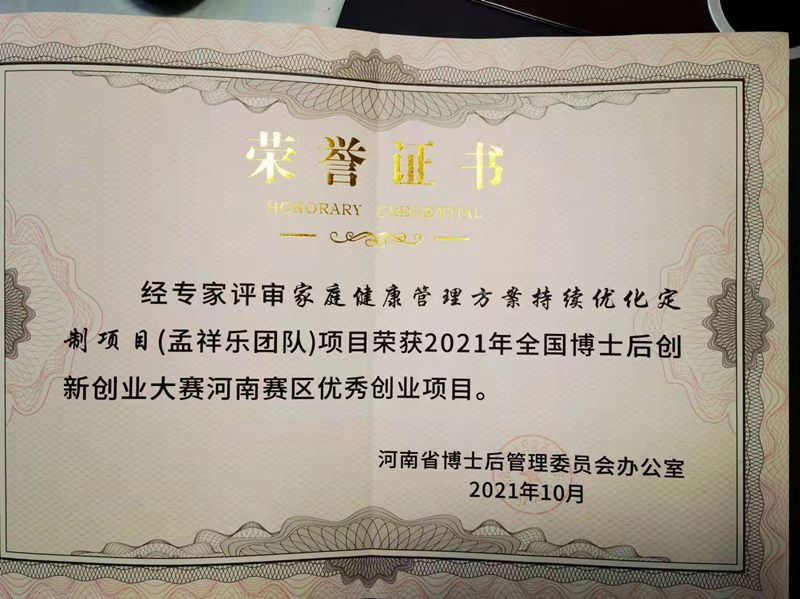 荣誉证书
HONORARY CREDENTIAL
经专家评审家庭健康管理方案持续优化定
制项目(孟祥乐团队)项目荣获2021年全国博士后创
新创业大赛河南赛区优秀创业项目。
河南省博士后管理委员会办公室
2021年10月